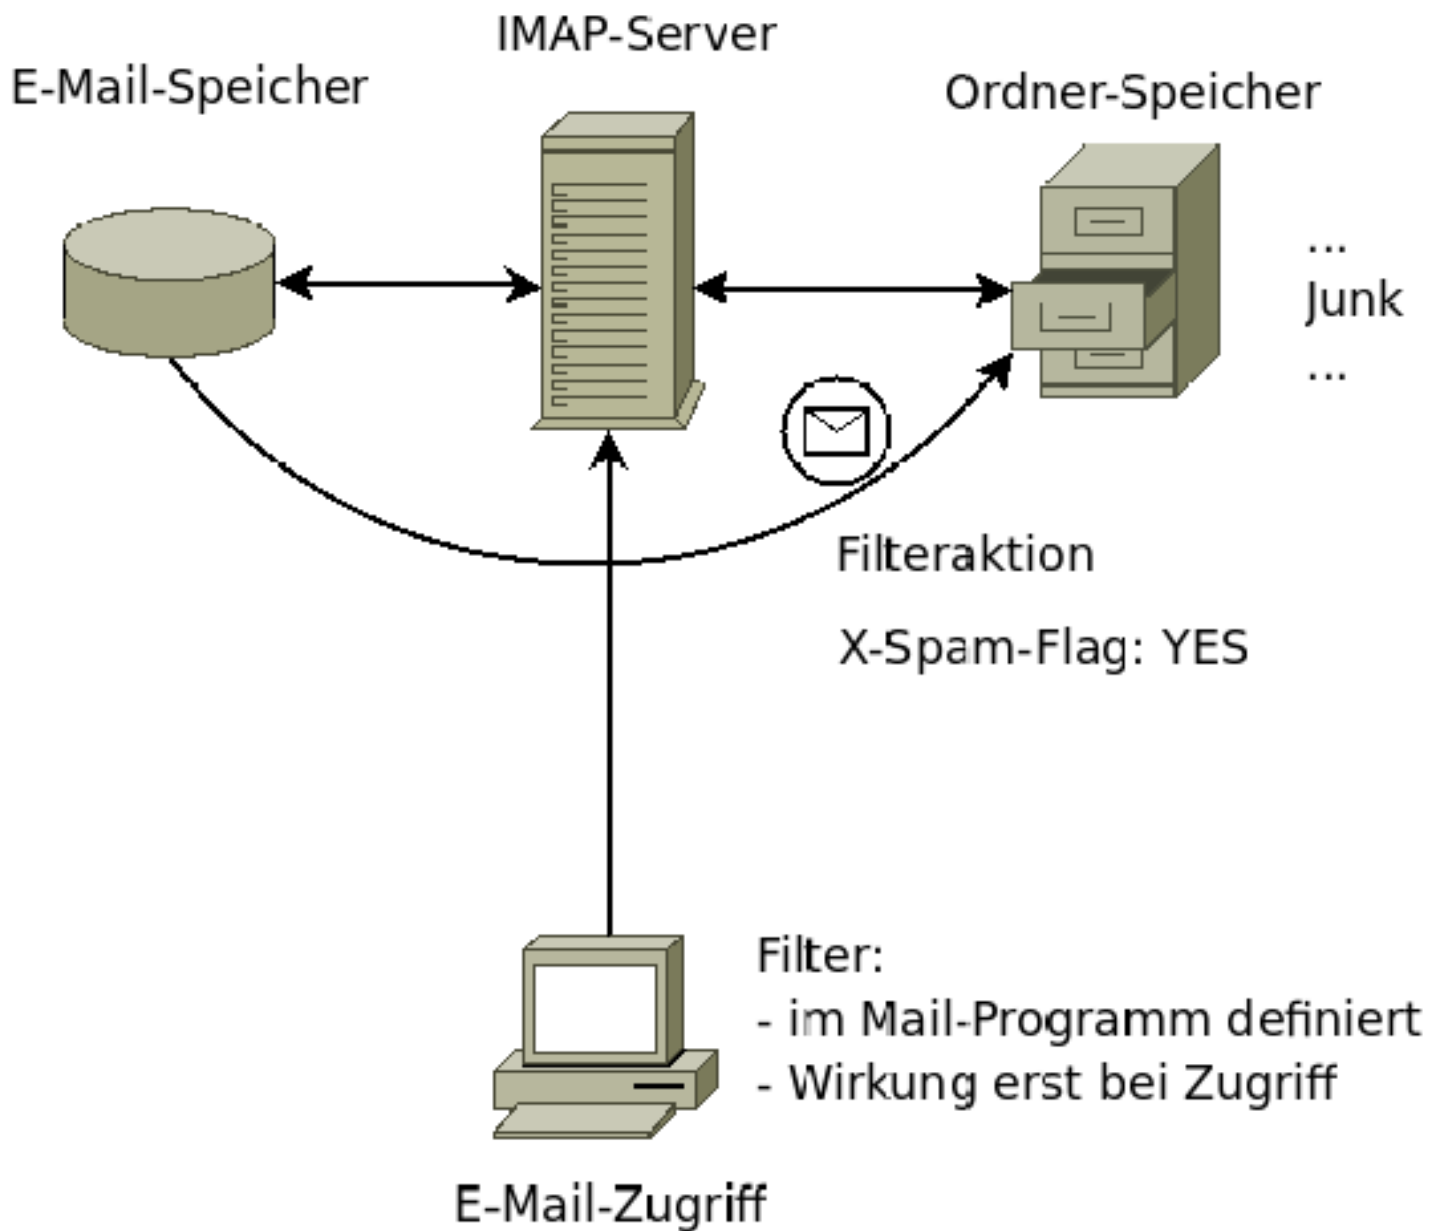 IMAP-Server
E-Mail-Speicher
Ordner-Speicher
...
Junk
...
Filteraktion
X-Spam-Flag: YES
Filter:
- im Mail-Programm definiert
- Wirkung erst bei Zugriff
E-Mail-Zugriff